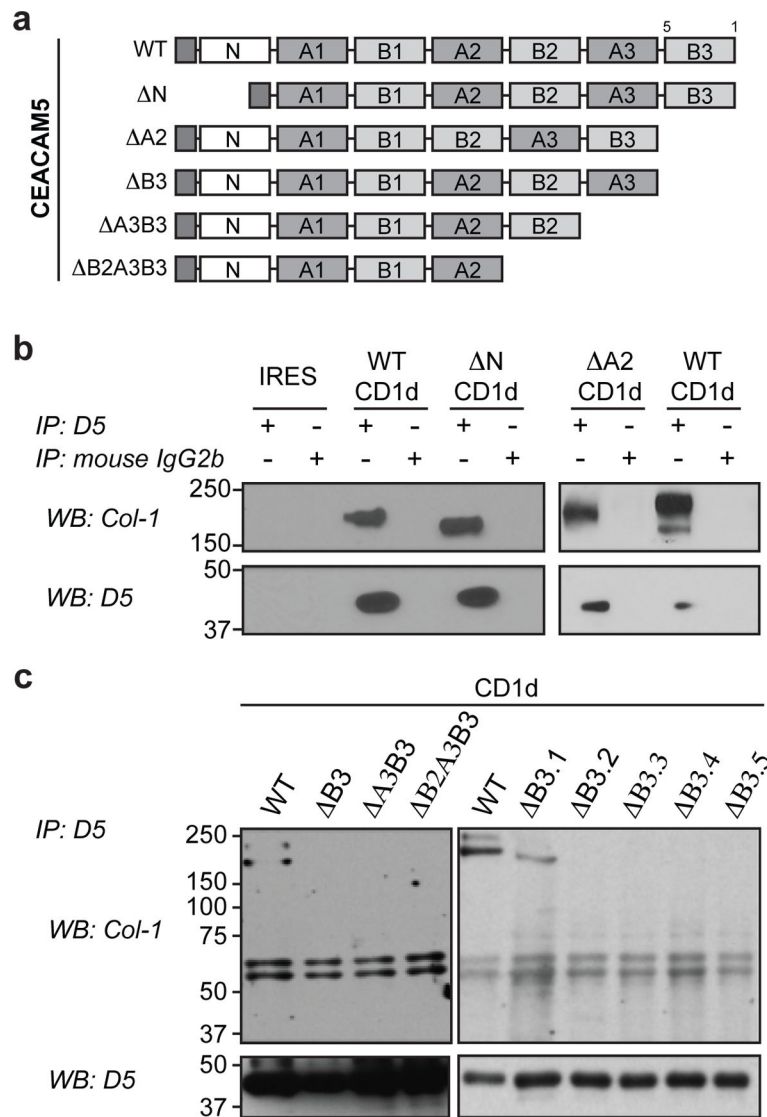 a
5 1
WT N A1 B1 A2 B2 A3 B3
ΔN A1 B1 A2 B2 A3 B3
ΔA2 N A1 B1 B2 A3 B3
ΔB3 N A1 B1 A2 B2 A3
ΔA3B3 N A1 B1 A2 B2
ΔB2A3B3 N A1 B1 A2
CEACAM5
b
IRES WT CD1d ΔN CD1d ΔA2 CD1d WT CD1d
IP: D5 + - + - + - + - + -
IP: mouse IgG2b - + - + - + - + - +
250
WB: Col-1
150
50
WB: D5
37
c
CD1d
WT ΔB3 ΔA3B3 ΔB2A3B3 WT ΔB3.1 ΔB3.2 ΔB3.3 ΔB3.4 ΔB3.5
IP: D5
250
150
100
WB: Col-1
75
50
37
50
WB: D5
37